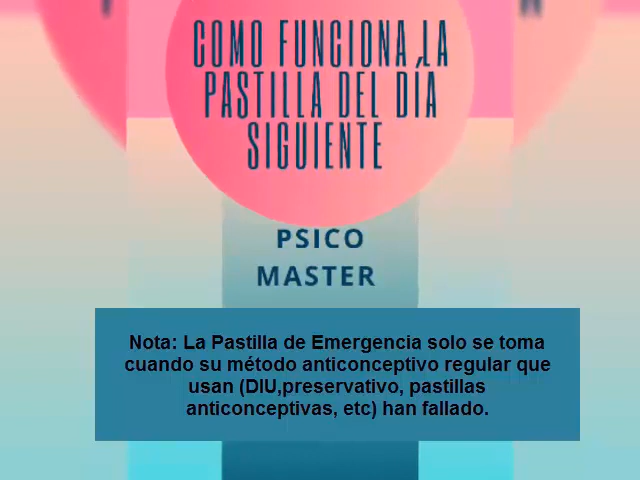 COMO FUNCIONA LA
PASTILLA DEL DÍA
SIGUIENTE
PSICO
MASTER
Nota: La Pastilla de Emergencia solo se toma
cuando su método anticonceptivo regular que
usan (DIU,preservativo, pastillas
anticonceptivas, etc) han fallado.